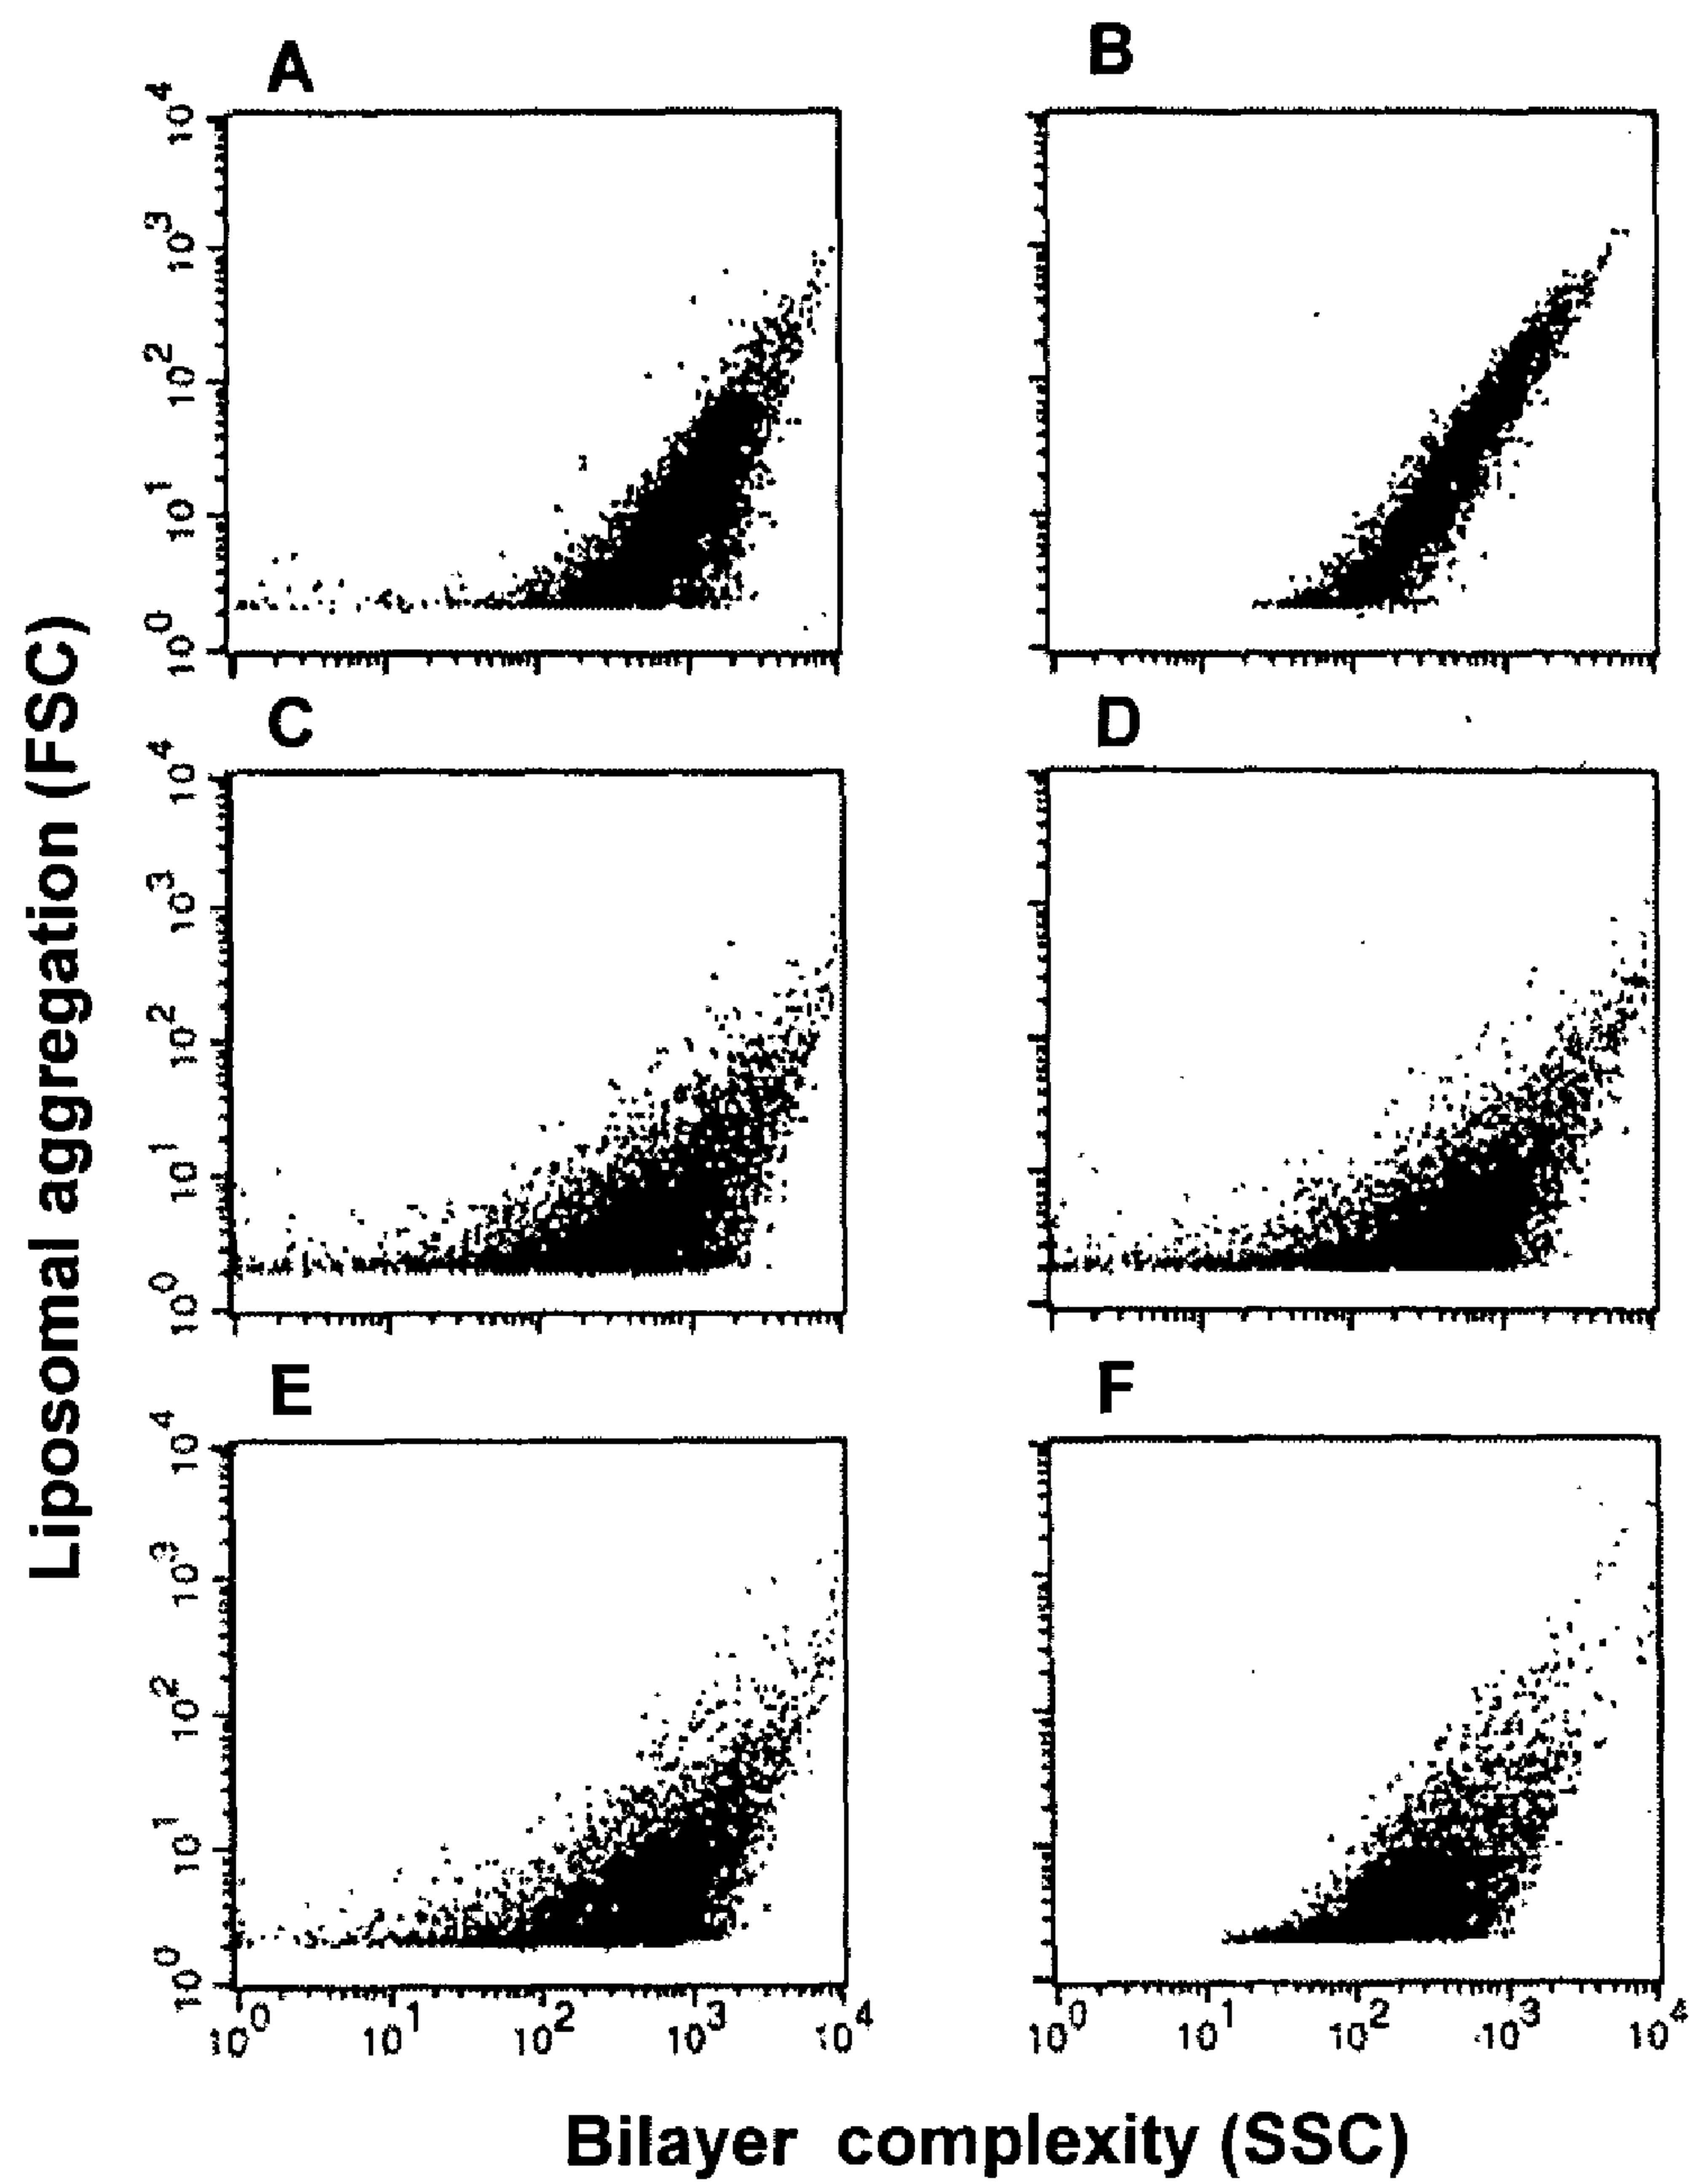 A
B
10⁴
10³
10²
10¹
10⁰
C
D
10⁴
10³
10²
10¹
10⁰
E
F
10⁴
10³
10²
10¹
10⁰
10⁰ 10¹ 10² 10³ 10⁴
10⁰ 10¹ 10² 10³ 10⁴
Liposomal aggregation (FSC)
Bilayer complexity (SSC)